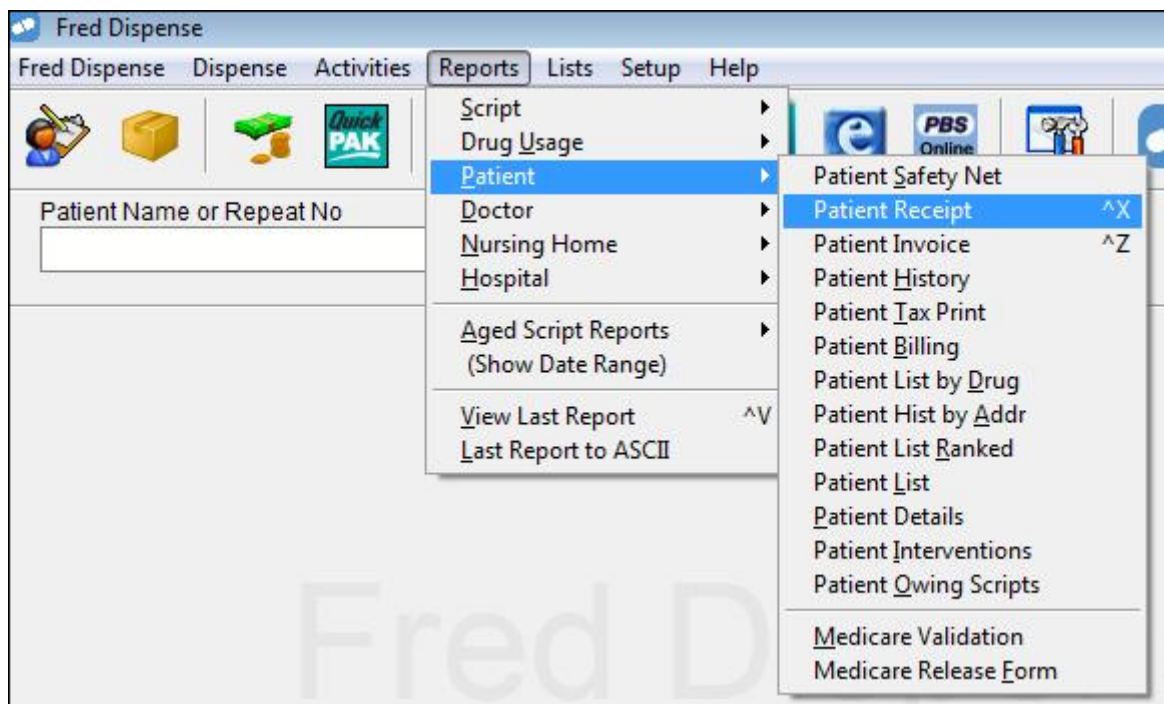 Fred Dispense
Fred Dispense Dispense Activities Reports Lists Setup Help
Quick
PAK
PBS
Online
Patient Name or Repeat No
Script
Drug Usage
Patient
Doctor
Nursing Home
Hospital
Aged Script Reports
(Show Date Range)
View Last Report ^V
Last Report to ASCII
Patient Safety Net
Patient Receipt ^X
Patient Invoice ^Z
Patient History
Patient Tax Print
Patient Billing
Patient List by Drug
Patient Hist by Addr
Patient List Ranked
Patient List
Patient Details
Patient Interventions
Patient Owing Scripts
Medicare Validation
Medicare Release Form
Fred D